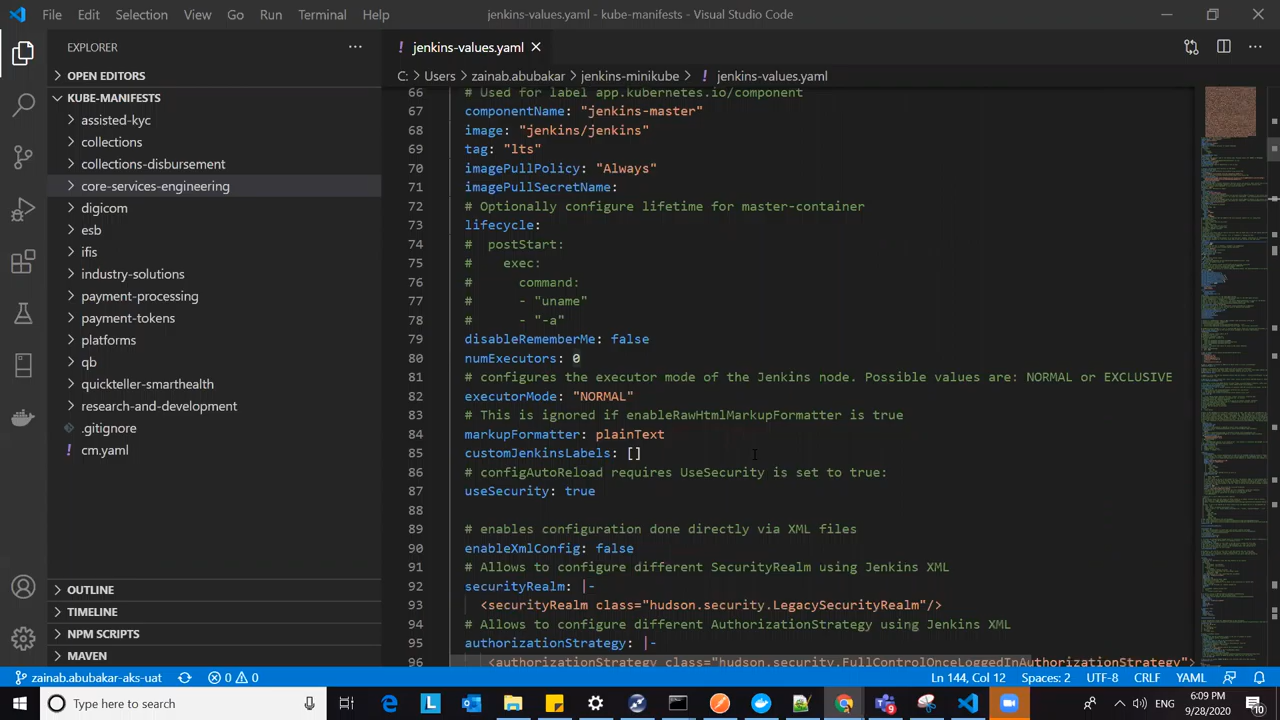 File Edit Selection View Go Run Terminal Help
jenkins-values.yaml - kube-manifests - Visual Studio Code
EXPLORER
OPEN EDITORS
KUBE-MANIFESTS
assisted-kyc
collections
collections-disbursement
core-services-engineering
digicom
esb
ifis
industry-solutions
payment-processing
payment-tokens
phoenix-ms
qb
quickteller-smarthealth
research-and-development
.gitignore
OUTLINE
TIMELINE
NPM SCRIPTS
! jenkins-values.yaml
C: > Users > zainab.abubakar > jenkins-minikube > ! jenkins-values.yaml
66 # Used for label app.kubernetes.io/component
67 componentName: "jenkins-master"
68 image: "jenkins/jenkins"
69 tag: "lts"
70 imagePullPolicy: "Always"
71 imagePullSecretName:
72 # Optionally configure lifetime for master-container
73 lifecycle:
74 # postStart:
75 # exec:
76 # command:
77 # - "uname"
78 # - "-a"
79 disableRememberMe: false
80 numExecutors: 0
81 # configures the executor mode of the Jenkins node. Possible values are: NORMAL or EXCLUSIVE
82 executorMode: "NORMAL"
83 # This is ignored if enableRawHtmlMarkupFormatter is true
84 markupFormatter: plainText
85 customJenkinsLabels: []
86 # configAutoReload requires UseSecurity is set to true:
87 useSecurity: true
88
89 # enables configuration done directly via XML files
90 enableXmlConfig: false
91 # Allows to configure different SecurityRealm using Jenkins XML
92 securityRealm: |-
93 class="hudson.security.LegacySecurityRealm"/>
94 # Allows to configure different AuthorizationStrategy using Jenkins XML
95 authorizationStrategy: |-
96
zainab.abubakar-aks-uat 0 0
Ln 144, Col 12 Spaces: 2 UTF-8 CRLF YAML
Type here to search
ENG
6:09 PM
9/28/2020